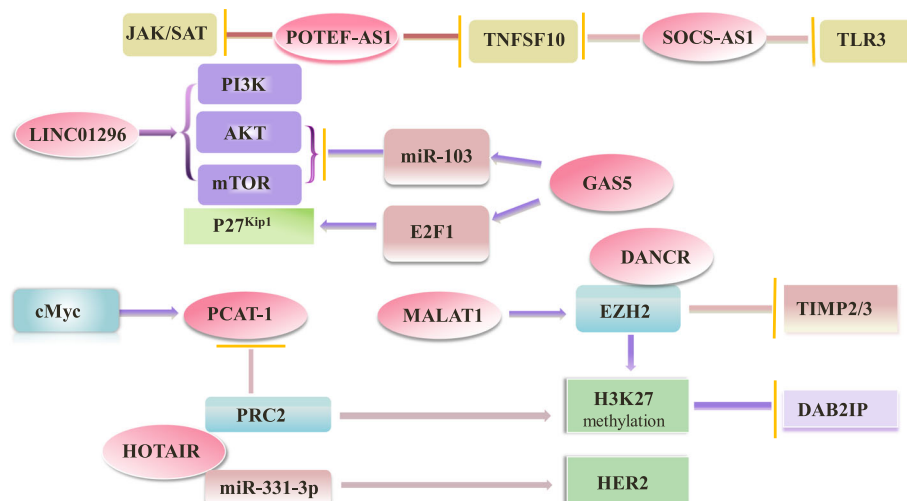 JAK/SAT
POTEF-AS1
TNFSF10
SOCS-AS1
TLR3
PI3K
LINC01296
AKT
miR-103
mTOR
GAS5
P27Kip1
E2F1
DANCR
cMyc
PCAT-1
MALAT1
EZH2
TIMP2/3
PRC2
H3K27
methylation
DAB2IP
HOTAIR
miR-331-3p
HER2